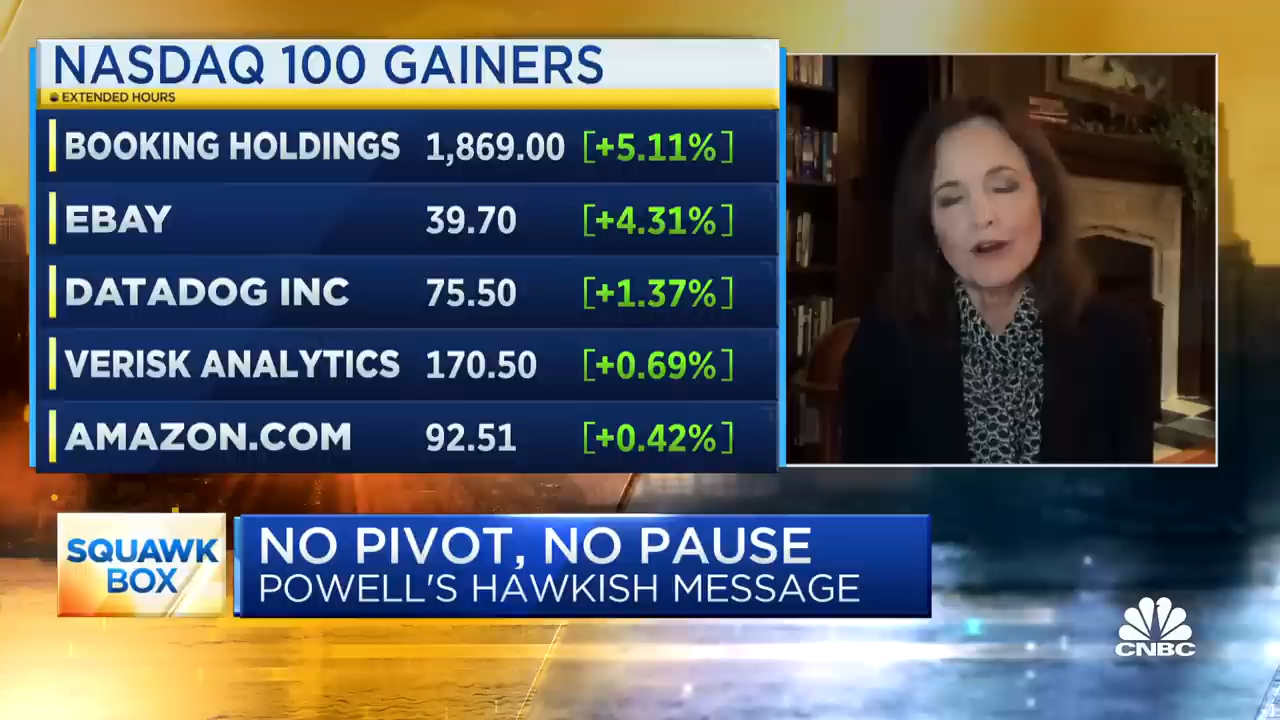 NASDAQ 100 GAINERS
EXTENDED HOURS
BOOKING HOLDINGS 1,869.00 [+5.11%]
EBAY 39.70 [+4.31%]
DATADOG INC 75.50 [+1.37%]
VERISK ANALYTICS 170.50 [+0.69%]
AMAZON.COM 92.51 [+0.42%]
SQUAWK
BOX
NO PIVOT, NO PAUSE
POWELL'S HAWKISH MESSAGE
CNBC